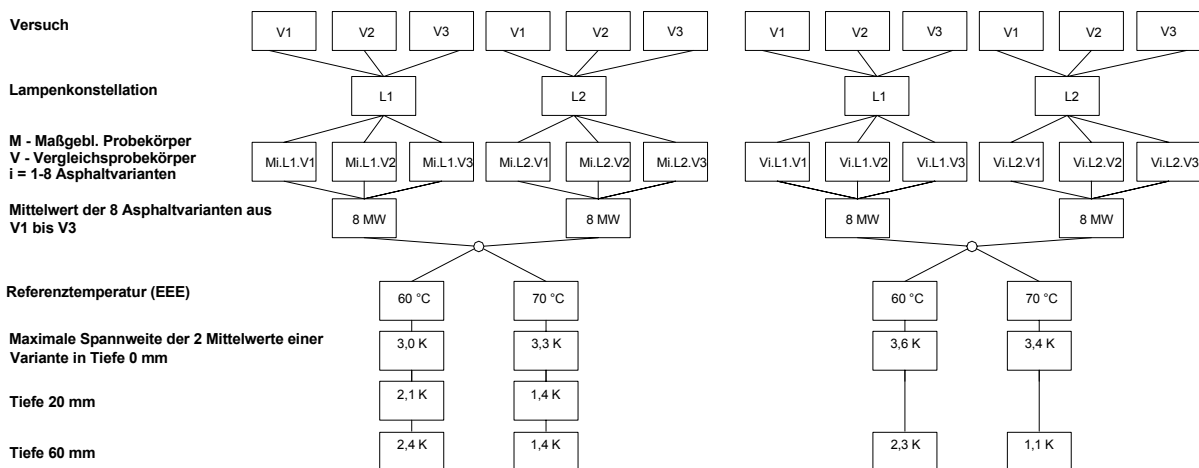 Versuch
V1 V2 V3 V1 V2 V3 V1 V2 V3 V1 V2 V3
Lampenkonstellation
L1 L2 L1 L2
M - Maßgebl. Probekörper
V - Vergleichsprobekörper
i = 1-8 Asphaltvarianten
Mi.L1.V1 Mi.L1.V2 Mi.L1.V3 Mi.L2.V1 Mi.L2.V2 Mi.L2.V3 Vi.L1.V1 Vi.L1.V2 Vi.L1.V3 Vi.L2.V1 Vi.L2.V2 Vi.L2.V3
Mittelwert der 8 Asphaltvarianten aus
V1 bis V3
8 MW 8 MW 8 MW 8 MW
Referenztemperatur (EEE)
60 °C 70 °C 60 °C 70 °C
Maximale Spannweite der 2 Mittelwerte einer
Variante in Tiefe 0 mm
3,0 K 3,3 K 3,6 K 3,4 K
Tiefe 20 mm
2,1 K 1,4 K
Tiefe 60 mm
2,4 K 1,4 K 2,3 K 1,1 K